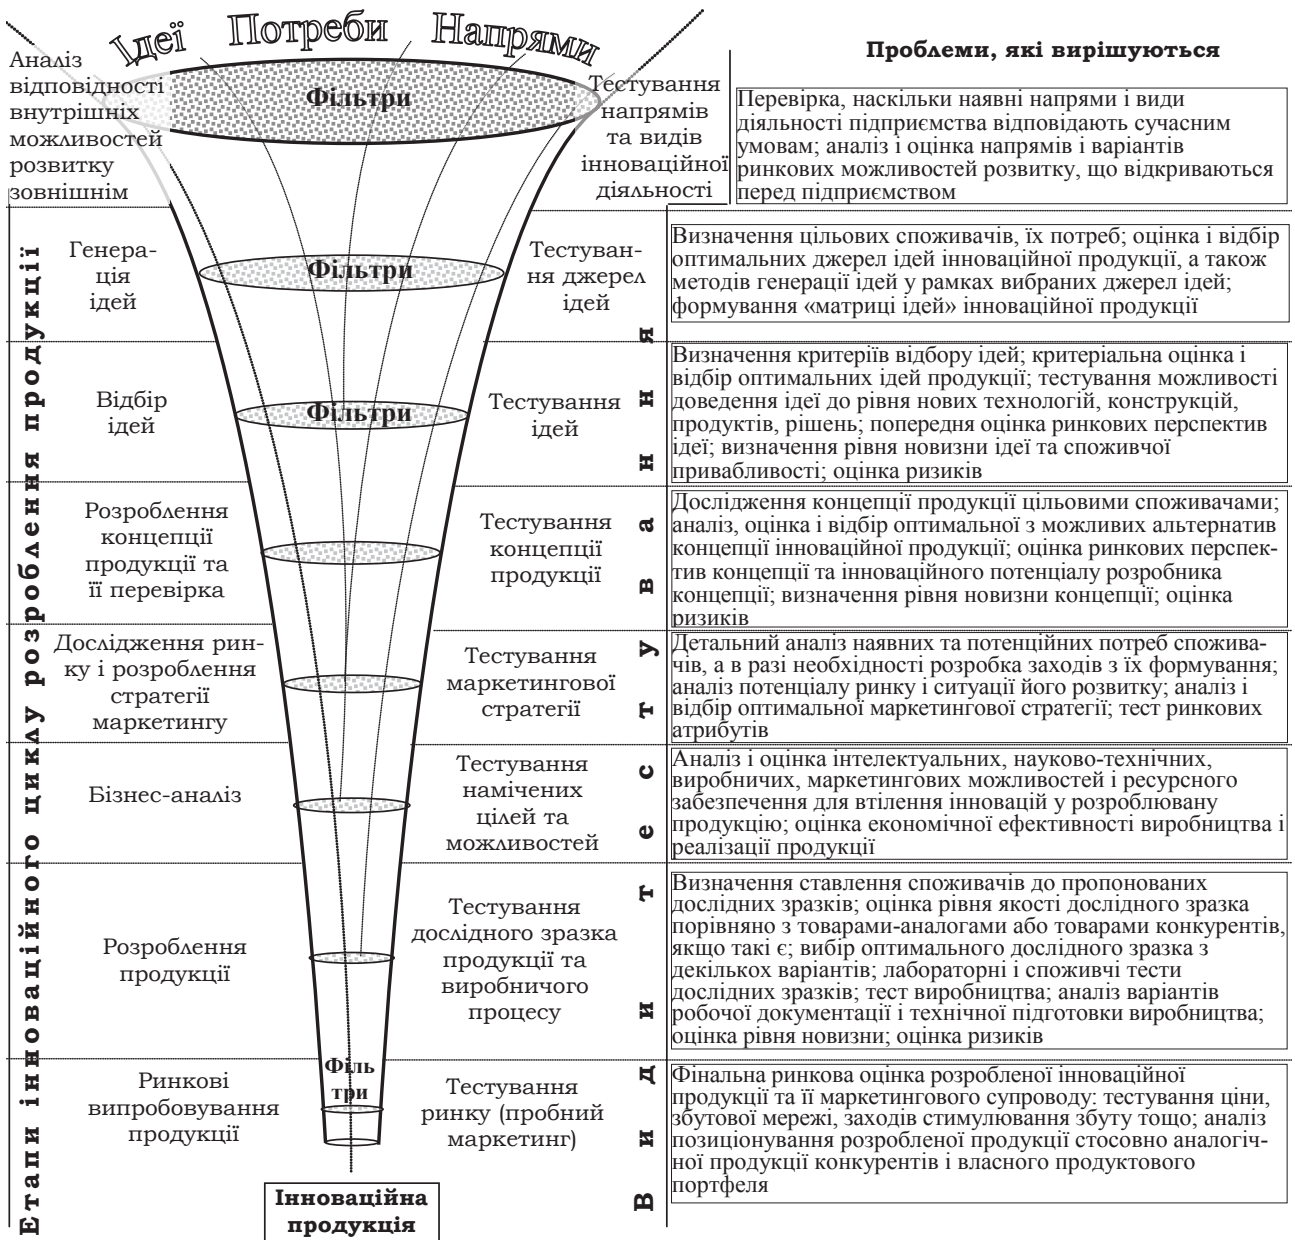 Ідеї Потреби Напрями
Проблеми, які вирішуються
Аналіз
відповідності
внутрішніх
можливостей
розвитку
зовнішнім
Фільтри
Тестування
напрямів
та видів
інноваційної
діяльності
Перевірка, наскільки наявні напрями і види
діяльності підприємства відповідають сучасним
умовам; аналіз і оцінка напрямів і варіантів
ринкових можливостей розвитку, що відкриваються
перед підприємством
Етапи інноваційного циклу розроблення продукції
Види тестування
Генера-
ція
ідей
Фільтри
Тестуван-
ня джерел
ідей
Визначення цільових споживачів, їх потреб; оцінка і відбір
оптимальних джерел ідей інноваційної продукції, а також
методів генерації ідей у рамках вибраних джерел ідей;
формування «матриці ідей» інноваційної продукції
Відбір
ідей
Фільтри
Тестування
ідей
Визначення критеріїв відбору ідей; критеріальна оцінка і
відбір оптимальних ідей продукції; тестування можливості
доведення ідеї до рівня нових технологій, конструкцій,
продуктів, рішень; попередня оцінка ринкових перспектив
ідеї; визначення рівня новизни ідеї та споживчої
привабливості; оцінка ризиків
Розроблення
концепції
продукції та
її перевірка
Тестування
концепції
продукції
Дослідження концепції продукції цільовими споживачами;
аналіз, оцінка і відбір оптимальної з можливих альтернатив
концепції інноваційної продукції; оцінка ринкових перспек-
тив концепції та інноваційного потенціалу розробника
концепції; визначення рівня новизни концепції; оцінка
ризиків
Дослідження рин-
ку і розроблення
стратегії
маркетингу
Тестування
маркетингової
стратегії
Детальний аналіз наявних та потенційних потреб спожива-
чів, а в разі необхідності розробка заходів з їх формування;
аналіз потенціалу ринку і ситуації його розвитку; аналіз і
відбір оптимальної маркетингової стратегії; тест ринкових
атрибутів
Бізнес-аналіз
Тестування
намічених
цілей та
можливостей
Аналіз і оцінка інтелектуальних, науково-технічних,
виробничих, маркетингових можливостей і ресурсного
забезпечення для втілення інновацій у розроблювану
продукцію; оцінка економічної ефективності виробництва і
реалізації продукції
Розроблення
продукції
Тестування
дослідного зразка
продукції та
виробничого
процесу
Визначення ставлення споживачів до пропонованих
дослідних зразків; оцінка рівня якості дослідного зразка
порівняно з товарами-аналогами або товарами конкурентів,
якщо такі є; вибір оптимального дослідного зразка з
декількох варіантів; лабораторні і споживчі тести
дослідних зразків; тест виробництва; аналіз варіантів
робочої документації і технічної підготовки виробництва;
оцінка рівня новизни; оцінка ризиків
Ринкові
випробовування
продукції
Філь
три
Тестування
ринку (пробний
маркетинг)
Фінальна ринкова оцінка розробленої інноваційної
продукції та її маркетингового супроводу: тестування ціни,
збутової мережі, заходів стимулювання збуту тощо; аналіз
позиціонування розробленої продукції стосовно аналогіч-
ної продукції конкурентів і власного продуктового
портфеля
Інноваційна
продукція